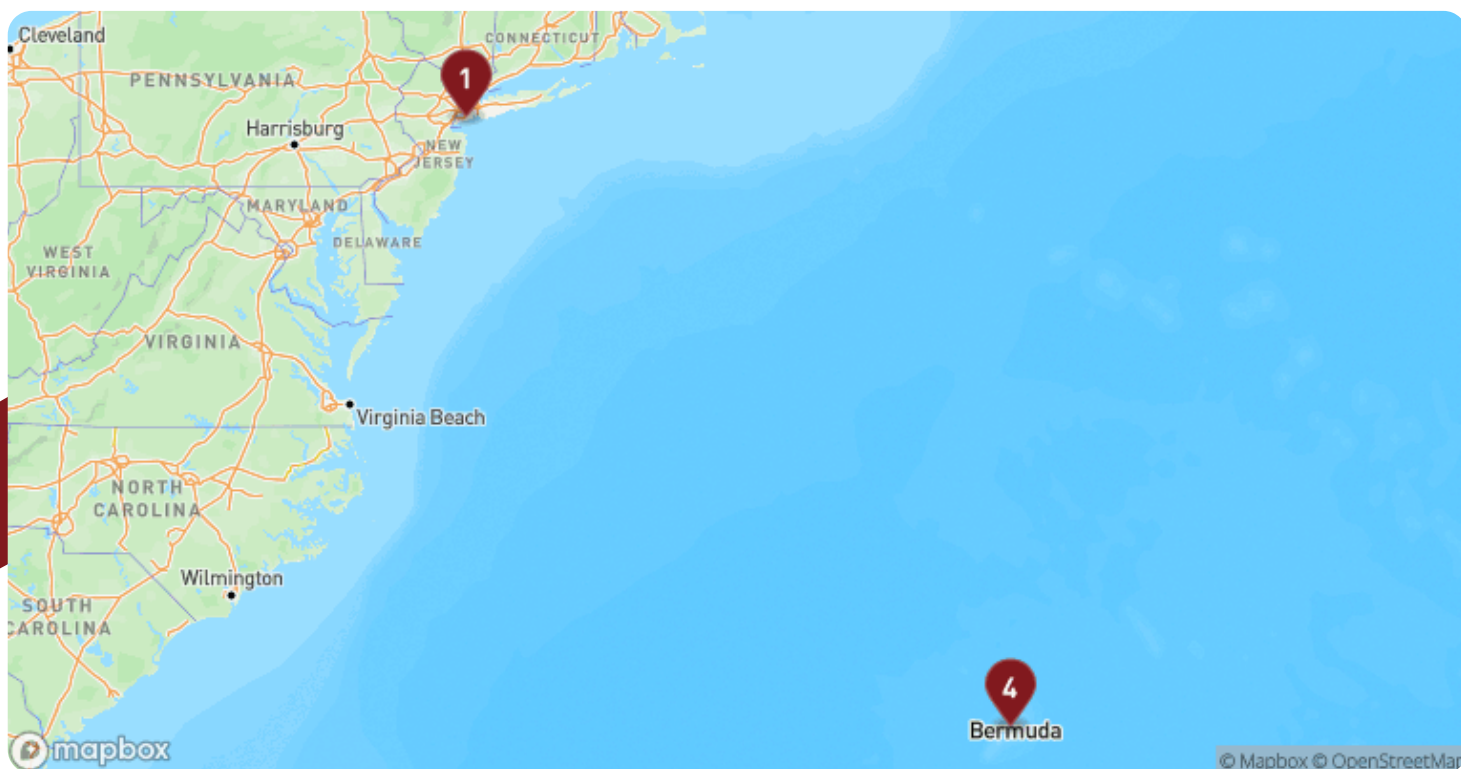 Cleveland
CONNECTICUT
1
PENNSYLVANIA
Harrisburg
NEW
JERSEY
MARYLAND
DELAWARE
WEST
VIRGINIA
VIRGINIA
Virginia Beach
NORTH
CAROLINA
Wilmington
SOUTH
CAROLINA
4
Bermuda
mapbox
© Mapbox © OpenStreetMap